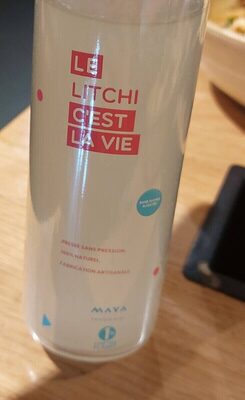 LE
LITCHI
C'EST
LA VIE
PRESSÉ SANS PRESSION,
100% NATUREL,
FABRICATION ARTISANALE.
MAYA